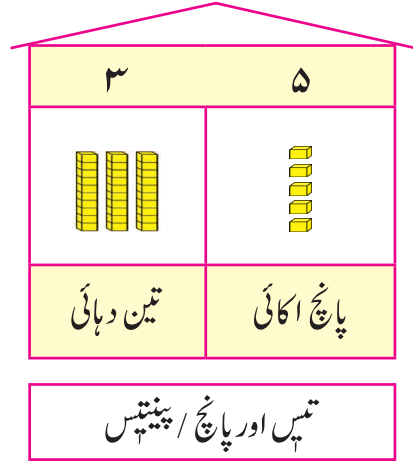 ۳ ۵
تین دہائی پانچ اکائی
تیس اور پانچ / پینتیس